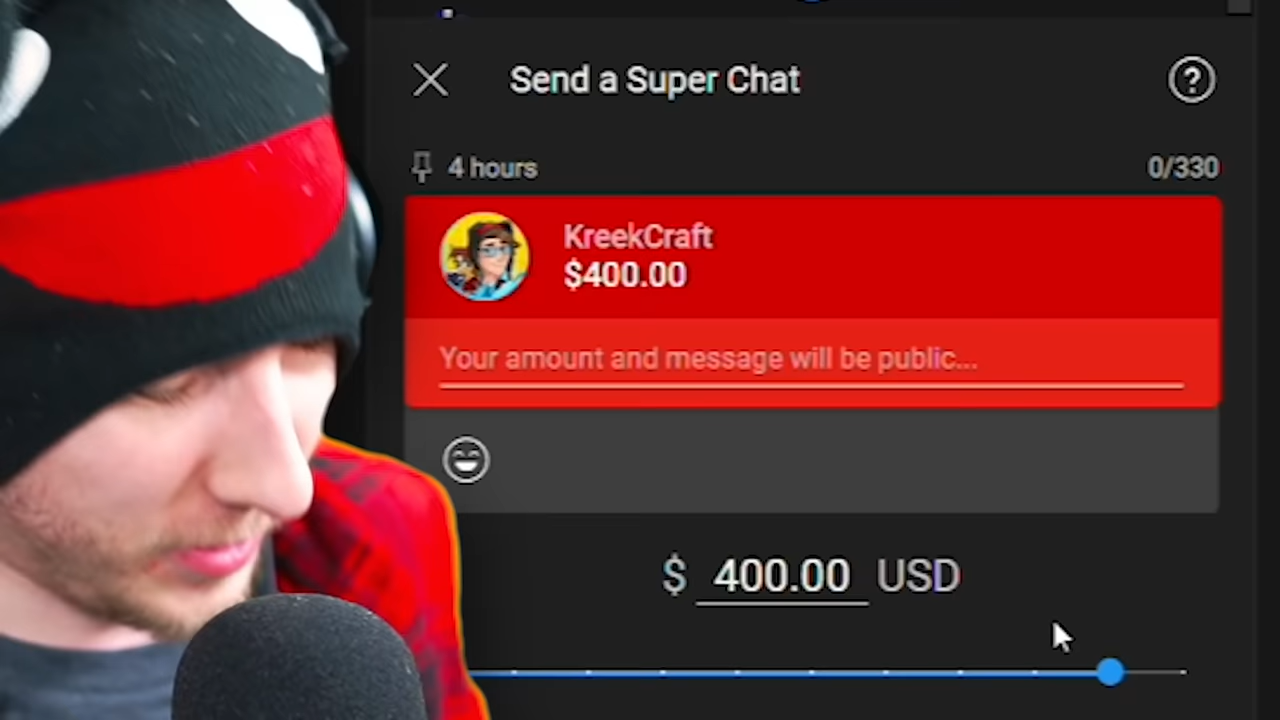 Send a Super Chat
4 hours
0/330
KreekCraft
$400.00
Your amount and message will be public...
$ 400.00 USD